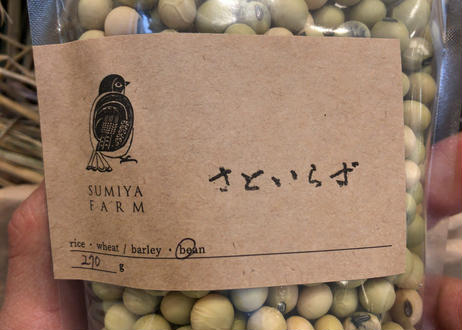 さといらず
SUMIYA
FARM
rice・wheat / barley・bean
270 g